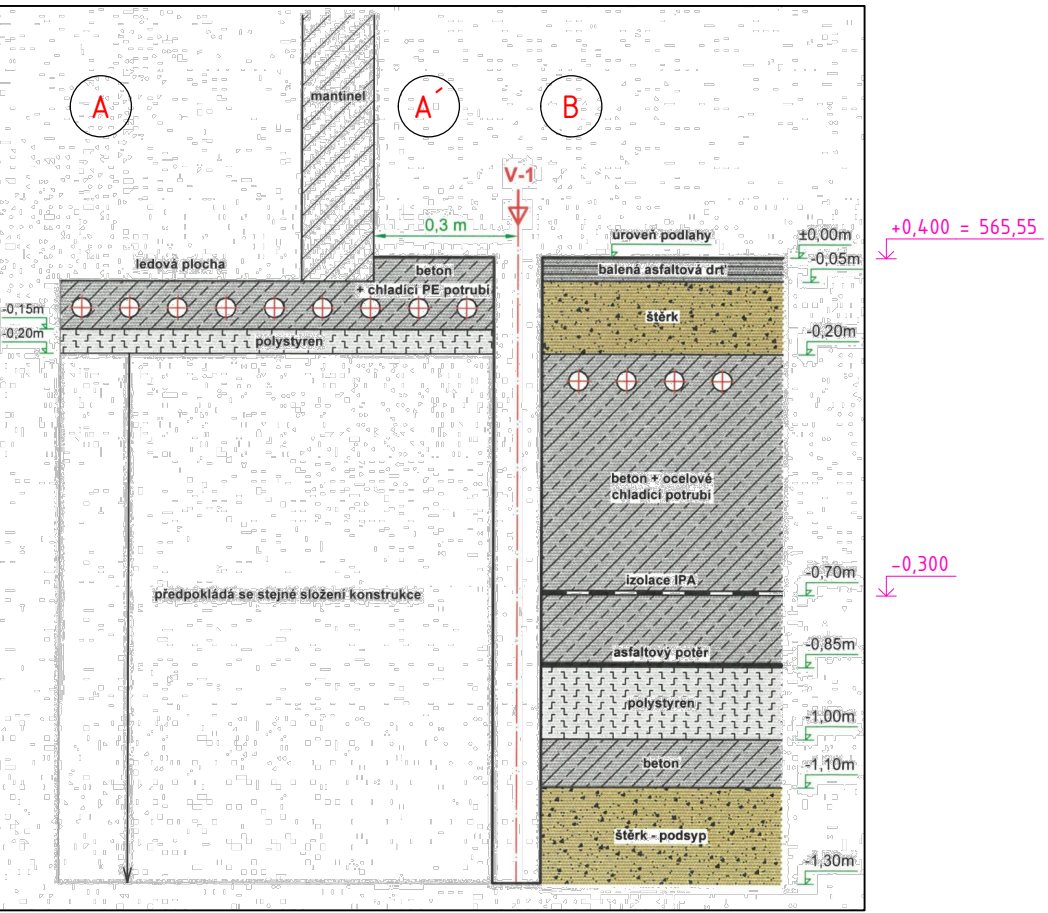 A
mantinel
A´
B
V-1
0,3 m
úroveň podlahy
±0,00m
+0,400 = 565,55
ledová plocha
beton
+ chladící PE potrubí
balená asfaltová drť
-0,05m
-0,15m
štěrk
-0,20m
polystyren
-0,20m
beton + ocelové
chladící potrubí
izolace IPA
-0,70m
-0,300
předpokládá se stejné složení konstrukce
asfaltový potěr
-0,85m
polystyren
-1,00m
beton
-1,10m
štěrk - podsyp
-1,30m